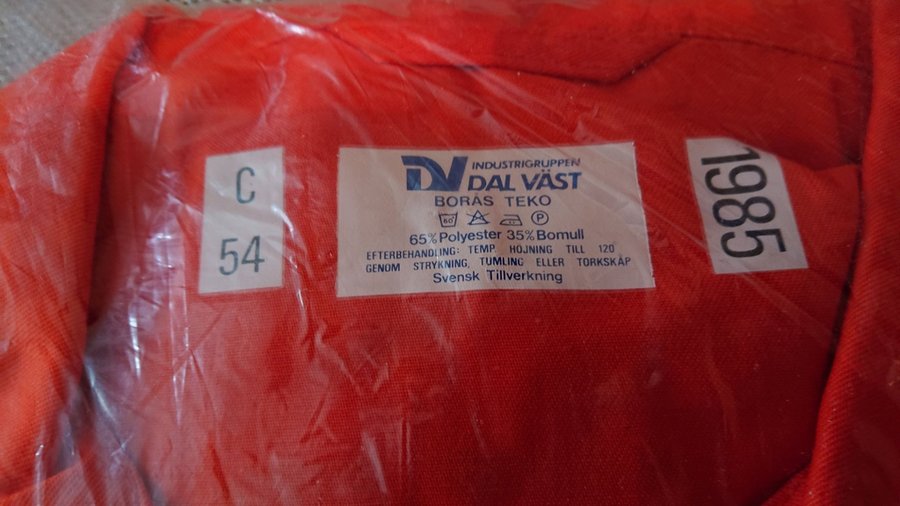 C
54
DV INDUSTRIGRUPPEN
DAL VÄST
BORÅS TEKO
60 P
65% Polyester 35% Bomull
EFTERBEHANDLING: TEMP. HÖJNING TILL 120°
GENOM STRYKNING, TUMLING ELLER TORKSKÅP
Svensk Tillverkning
1985